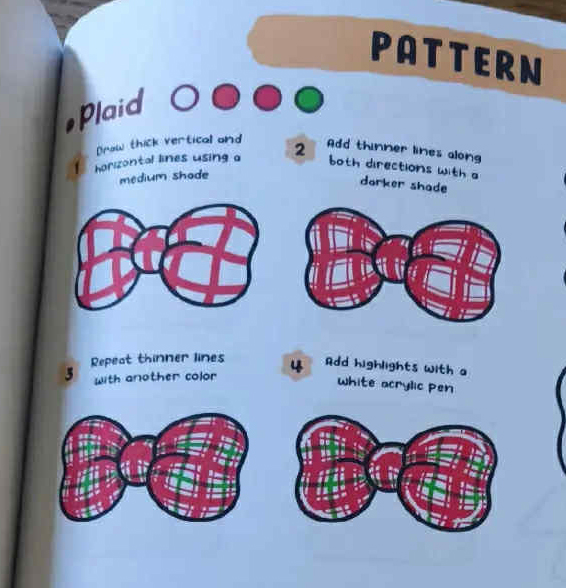 PATTERN
• Plaid
1
Draw thick vertical and
horizontal lines using a
medium shade
2
Add thinner lines along
both directions with a
darker shade
3
Repeat thinner lines
with another color
4
Add highlights with a
white acrylic pen